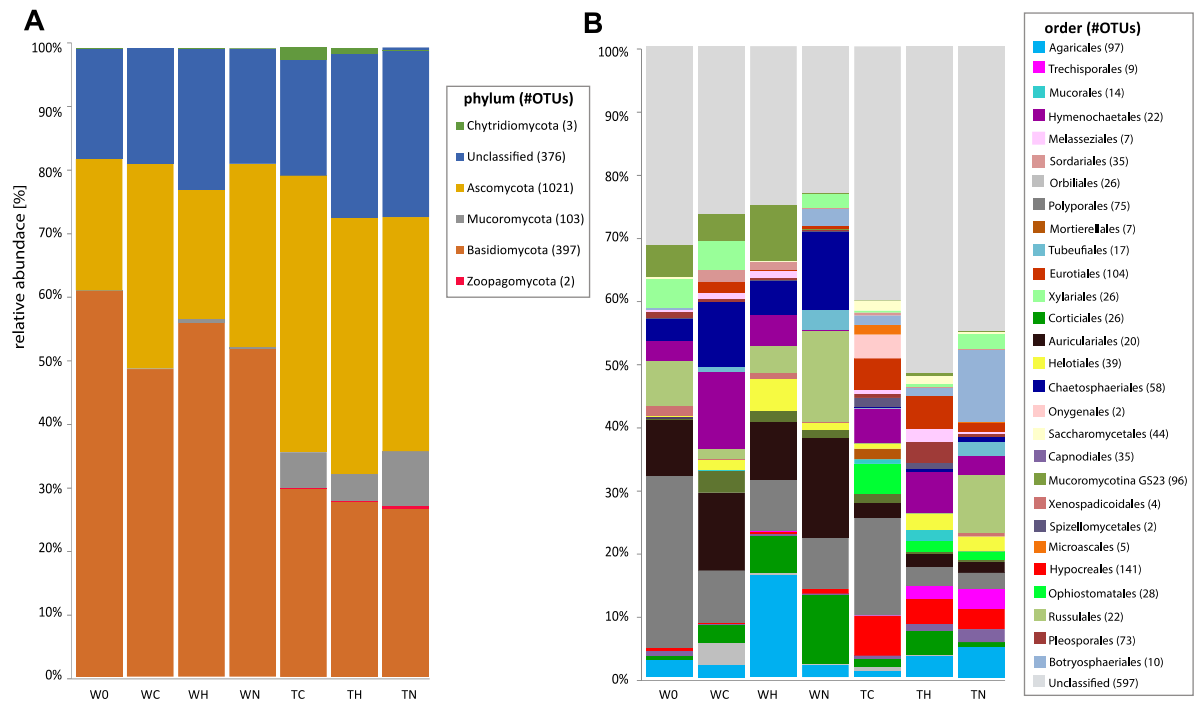 A
relative abundace [%]
100%
90%
80%
70%
60%
50%
40%
30%
20%
10%
0%
W0 WC WH WN TC TH TN
phylum (#OTUs)
Chytridiomycota (3)
Unclassified (376)
Ascomycota (1021)
Mucoromycota (103)
Basidiomycota (397)
Zoopagomycota (2)
B
100%
90%
80%
70%
60%
50%
40%
30%
20%
10%
0%
W0 WC WH WN TC TH TN
order (#OTUs)
Agaricales (97)
Trechisporales (9)
Mucorales (14)
Hymenochaetales (22)
Melasseziales (7)
Sordariales (35)
Orbiliales (26)
Polyporales (75)
Mortierellales (7)
Tubeufiales (17)
Eurotiales (104)
Xylariales (26)
Corticiales (26)
Auriculariales (20)
Helotiales (39)
Chaetosphaeriales (58)
Onygenales (2)
Saccharomycetales (44)
Capnodiales (35)
Mucoromycotina GS23 (96)
Xenospadicoidales (4)
Spizellomycetales (2)
Microascales (5)
Hypocreales (141)
Ophiostomatales (28)
Russulales (22)
Pleosporales (73)
Botryosphaeriales (10)
Unclassified (597)